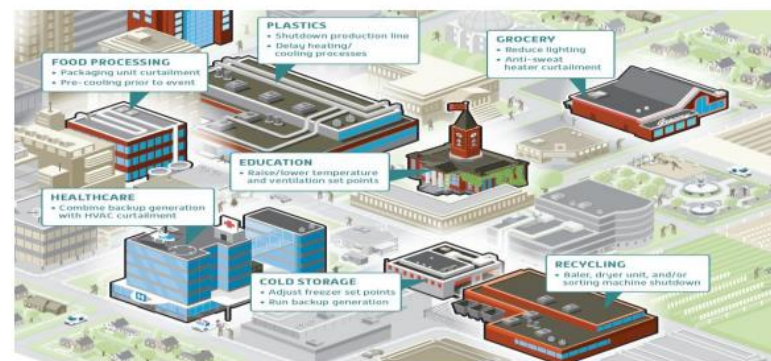 PLASTICS
• Shutdown production line
• Delay heating/
cooling processes
GROCERY
• Reduce lighting
• Anti-sweat
heater curtailment
FOOD PROCESSING
• Packaging unit curtailment
• Pre-cooling prior to event
EDUCATION
• Raise/lower temperature
and ventilation set points
HEALTHCARE
• Combine backup generation
with HVAC curtailment
H
COLD STORAGE
• Adjust freezer set points
• Run backup generation
RECYCLING
• Baler, dryer unit, and/or
sorting machine shutdown